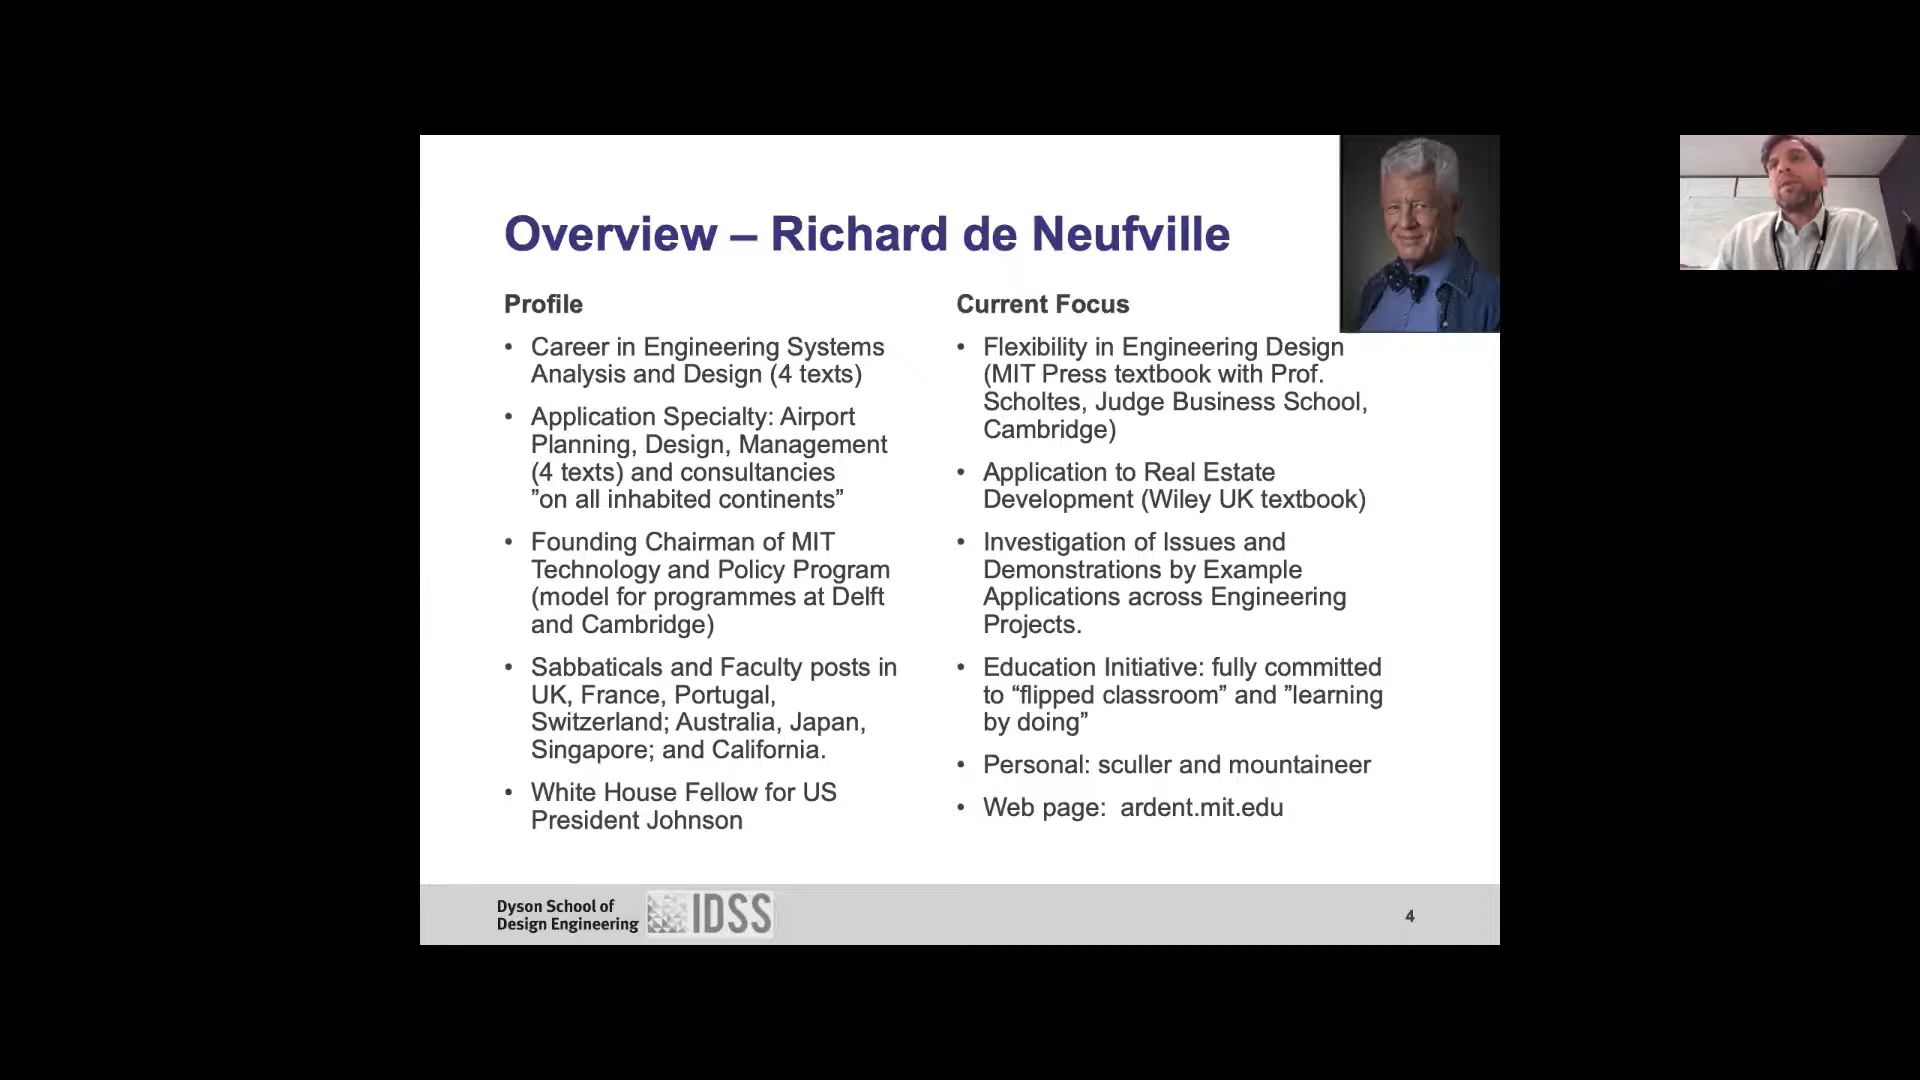 Overview – Richard de Neufville
Profile
• Career in Engineering Systems
Analysis and Design (4 texts)
• Application Specialty: Airport
Planning, Design, Management
(4 texts) and consultancies
”on all inhabited continents”
• Founding Chairman of MIT
Technology and Policy Program
(model for programmes at Delft
and Cambridge)
• Sabbaticals and Faculty posts in
UK, France, Portugal,
Switzerland; Australia, Japan,
Singapore; and California.
• White House Fellow for US
President Johnson
Current Focus
• Flexibility in Engineering Design
(MIT Press textbook with Prof.
Scholtes, Judge Business School,
Cambridge)
• Application to Real Estate
Development (Wiley UK textbook)
• Investigation of Issues and
Demonstrations by Example
Applications across Engineering
Projects.
• Education Initiative: fully committed
to “flipped classroom” and ”learning
by doing”
• Personal: sculler and mountaineer
• Web page: ardent.mit.edu
Dyson School of
Design Engineering
IDSS
4